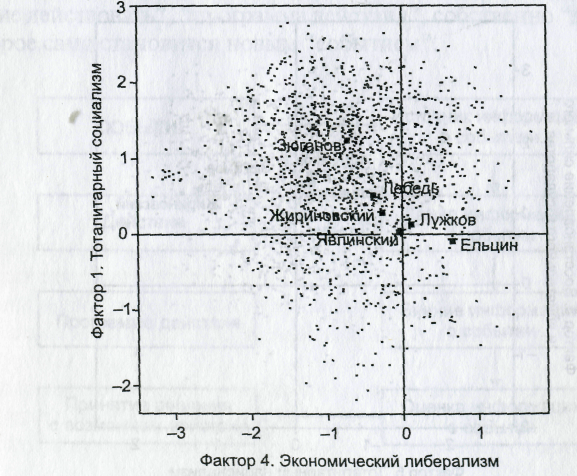 3
2
1
0
−1
−2
Фактор 1. Тоталитарный социализм
Зюганов
Лебедь
Жириновский
Лужков
Явлинский
Ельцин
−3 −2 −1 0 1 2
Фактор 4. Экономический либерализм